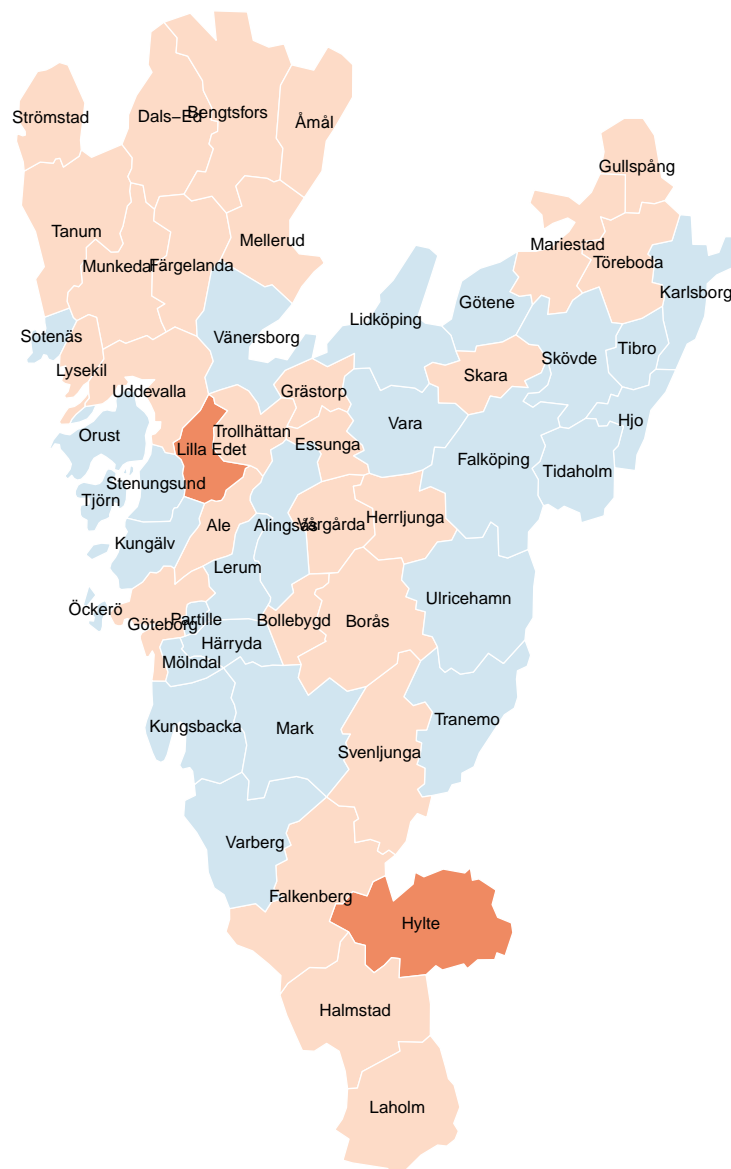 Bengtsfors
Strömstad
Dals−Ed
Åmål
Gullspång
Tanum
Mellerud
Mariestad
Munkedal
Färgelanda
Töreboda
Karlsborg
Götene
Lidköping
Sotenäs
Vänersborg
Tibro
Skövde
Lysekil
Skara
Uddevalla
Grästorp
Hjo
Vara
Orust
Trollhättan
Essunga
Lilla Edet
Falköping
Tidaholm
Stenungsund
Tjörn
Ale
Alingsås
Vårgårda
Herrljunga
Kungälv
Lerum
Ulricehamn
Öckerö
Partille
Göteborg
Bollebygd
Borås
Härryda
Mölndal
Tranemo
Kungsbacka
Mark
Svenljunga
Varberg
Falkenberg
Hylte
Halmstad
Laholm